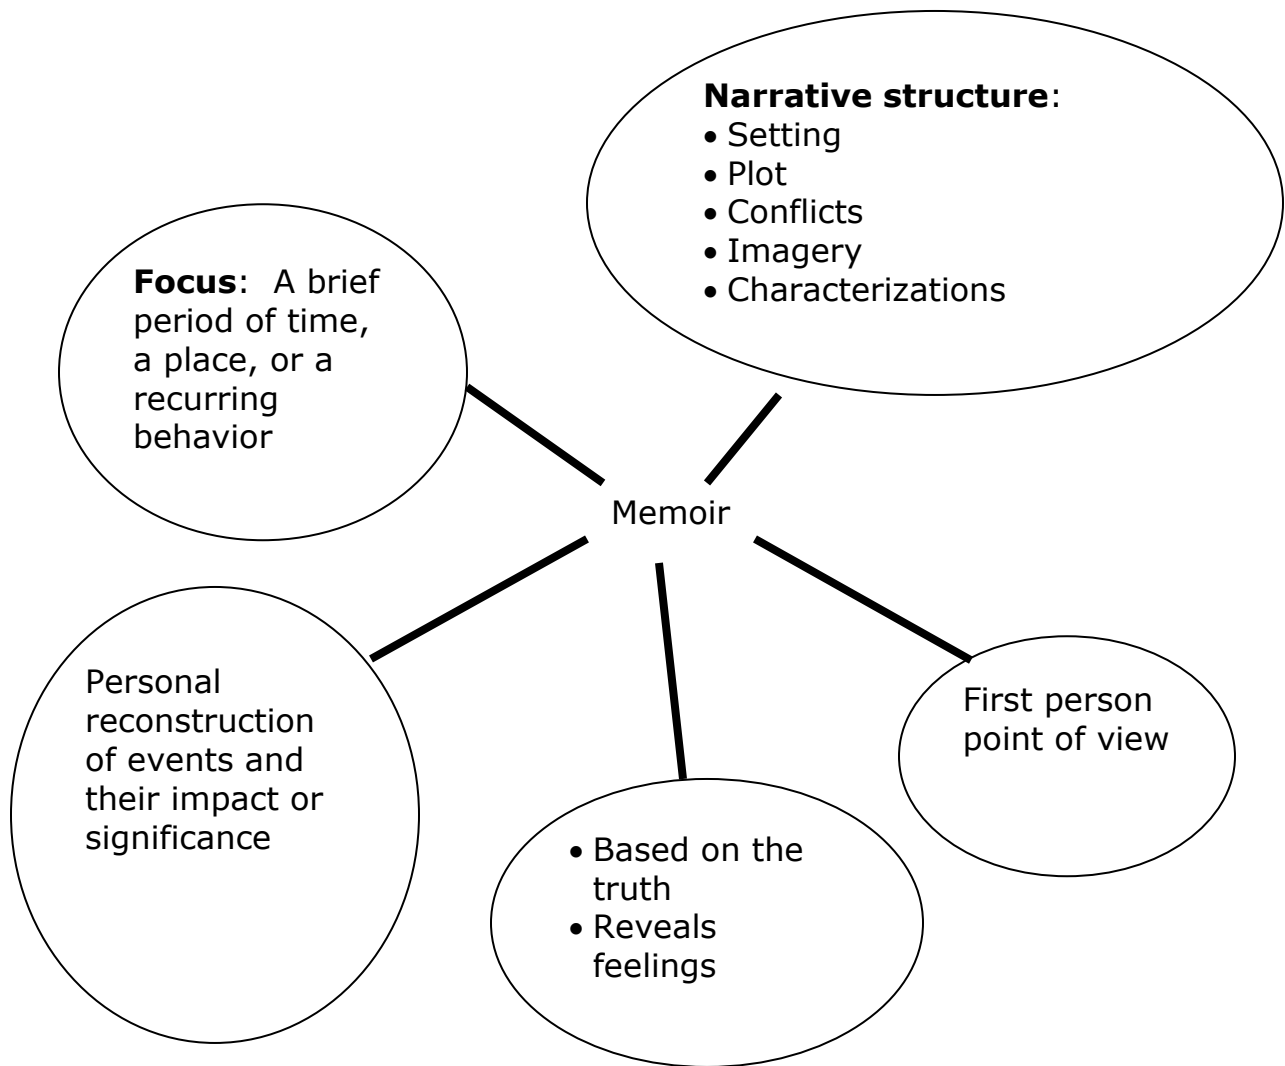 Narrative structure:
• Setting
• Plot
• Conflicts
• Imagery
• Characterizations
Focus: A brief
period of time,
a place, or a
recurring
behavior
Memoir
Personal
reconstruction
of events and
their impact or
significance
First person
point of view
• Based on the
truth
• Reveals
feelings